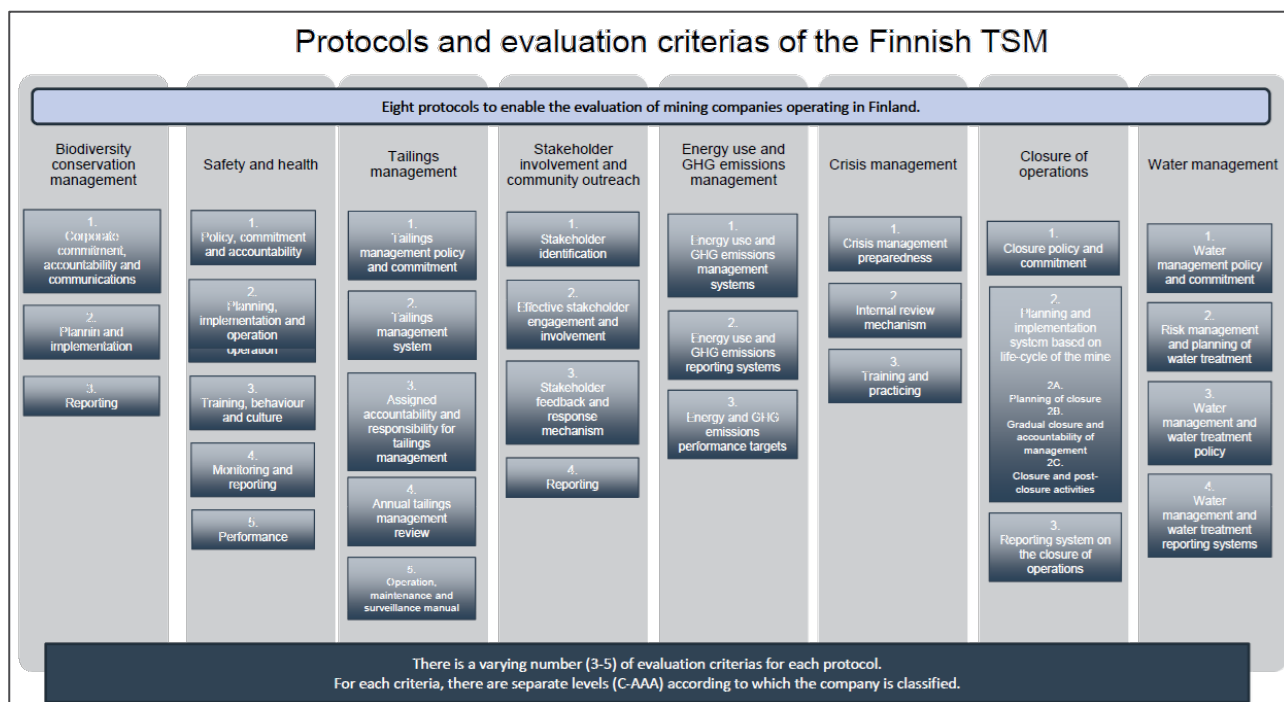 Protocols and evaluation criterias of the Finnish TSM
Eight protocols to enable the evaluation of mining companies operating in Finland.
Biodiversity
conservation
management
1.
Corporate
commitment,
accountability and
communications
2.
Plannin and
implementation
3.
Reporting
Safety and health
1.
Policy, commitment
and accountability
2.
Planning,
implementation and
operation
operation
3.
Training, behaviour
and culture
4.
Monitoring and
reporting
5.
Performance
Tailings
management
1.
Tailings
management policy
and commitment
2.
Tailings
management
system
3.
Assigned
accountability and
responsibility for
tailings
management
4.
Annual tailings
management
review
5.
Operation,
maintenance and
surveillance manual
Stakeholder
involvement and
community outreach
1.
Stakeholder
identification
2.
Effective stakeholder
engagement and
involvement
3.
Stakeholder
feedback and
response
mechanism
4.
Reporting
Energy use and
GHG emissions
management
1.
Energy use and
GHG emissions
management
systems
2.
Energy use and
GHG emissions
reporting systems
3.
Energy and GHG
emissions
performance targets
Crisis management
1.
Crisis management
preparedness
2
Internal review
mechanism
3.
Training and
practicing
Closure of
operations
1.
Closure policy and
commitment
2.
Planning and
implementation
system based on
life-cycle of the
mine
2A.
Planning of closure
2B.
Gradual closure and
accountability of
management
2C.
Closure and post-
closure activities
3.
Reporting system on
the closure of
operations
Water management
1.
Water
management policy
and commitment
2.
Risk management
and planning of
water treatment
3.
Water
management and
water treatment
policy
4.
Water
management and
water treatment
reporting systems
There is a varying number (3-5) of evaluation criterias for each protocol.
For each criteria, there are separate levels (C-AAA) according to which the company is classified.